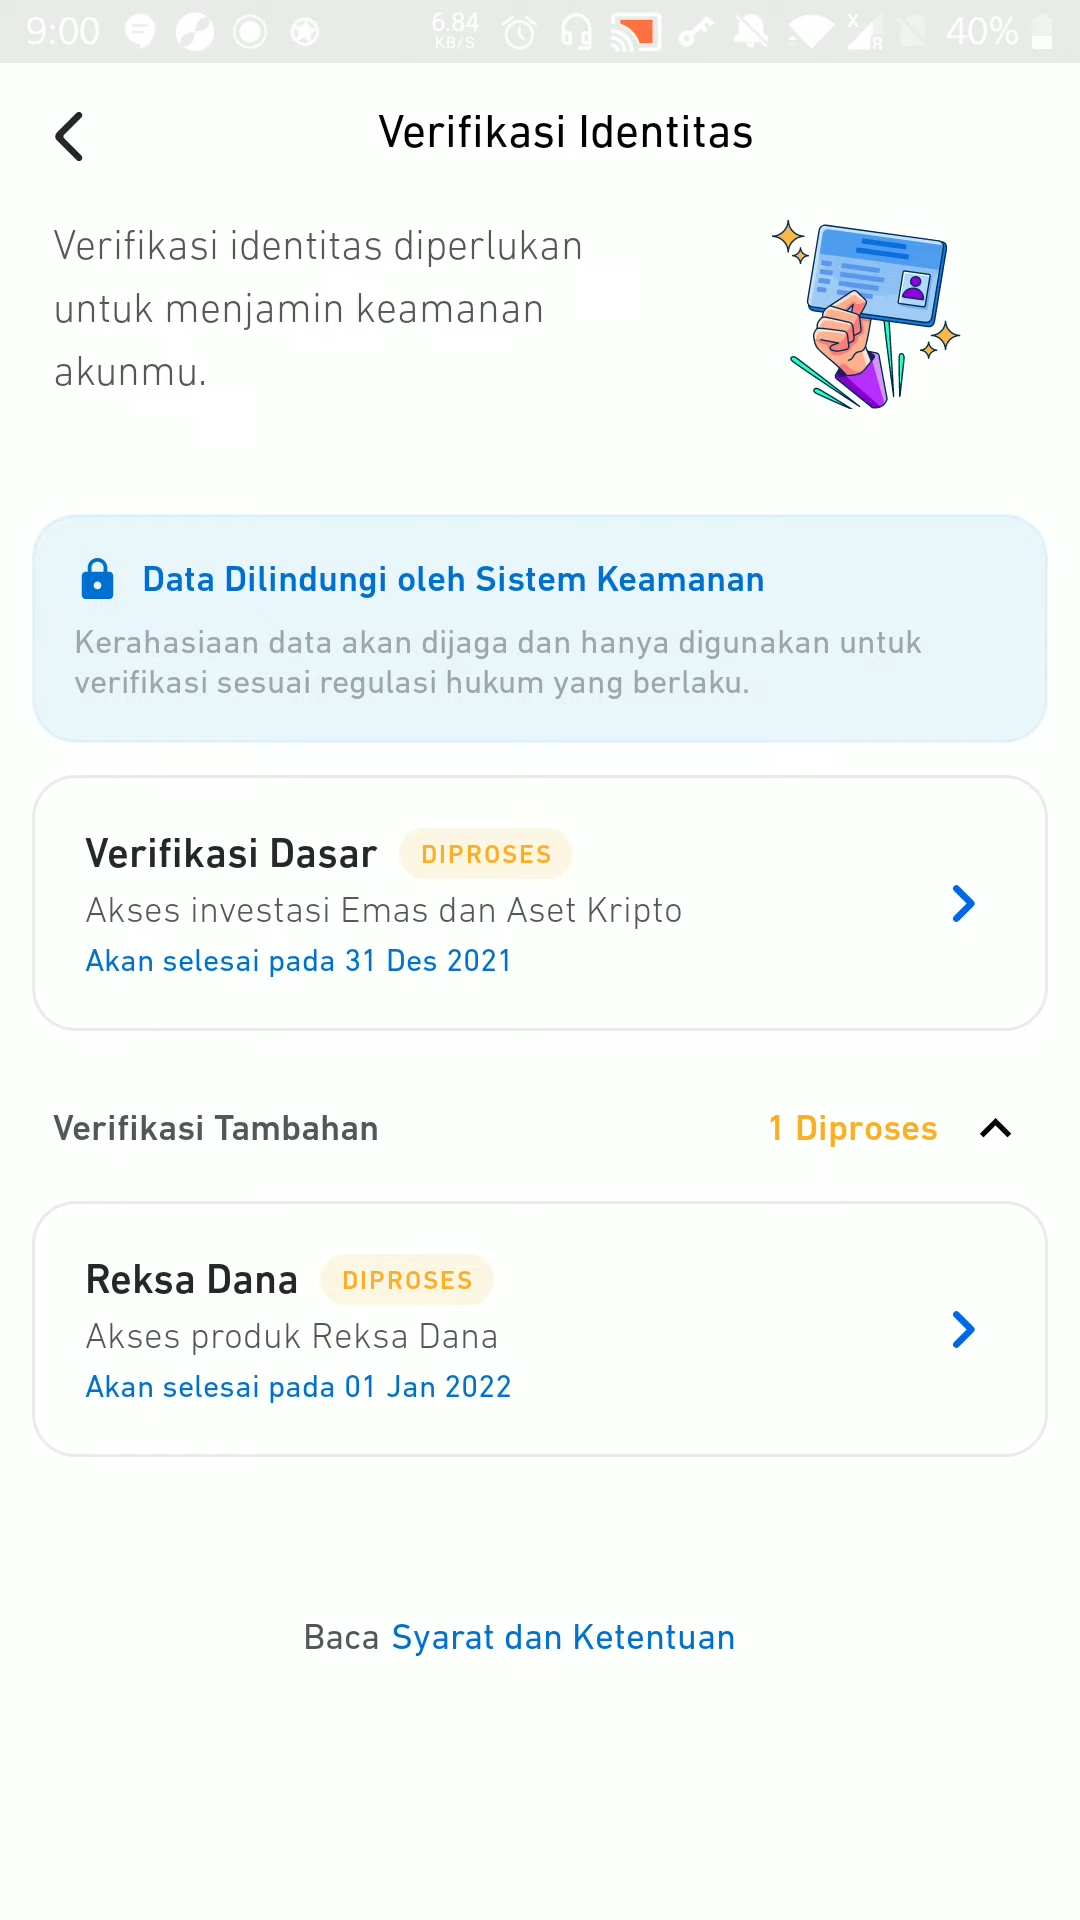 9:00
6.84
KB/S
X
R
40%
Verifikasi Identitas
Verifikasi identitas diperlukan
untuk menjamin keamanan
akunmu.
Data Dilindungi oleh Sistem Keamanan
Kerahasiaan data akan dijaga dan hanya digunakan untuk
verifikasi sesuai regulasi hukum yang berlaku.
Verifikasi Dasar DIPROSES
Akses investasi Emas dan Aset Kripto
Akan selesai pada 31 Des 2021
Verifikasi Tambahan 1 Diproses
Reksa Dana DIPROSES
Akses produk Reksa Dana
Akan selesai pada 01 Jan 2022
Baca Syarat dan Ketentuan